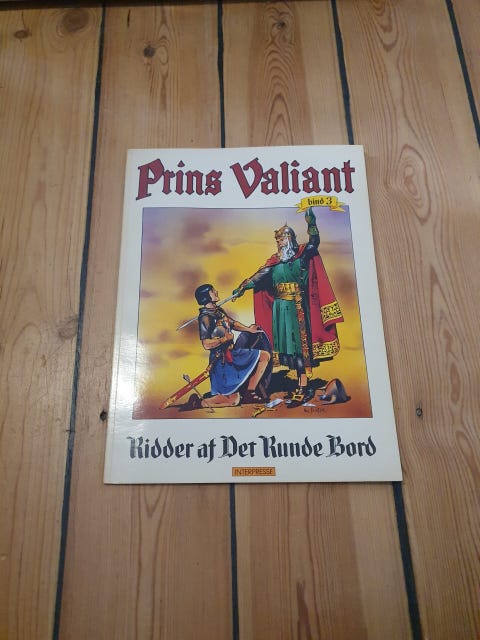 Prins Valiant
bind 3
Ridder af Det Runde Bord
INTERPRESSE